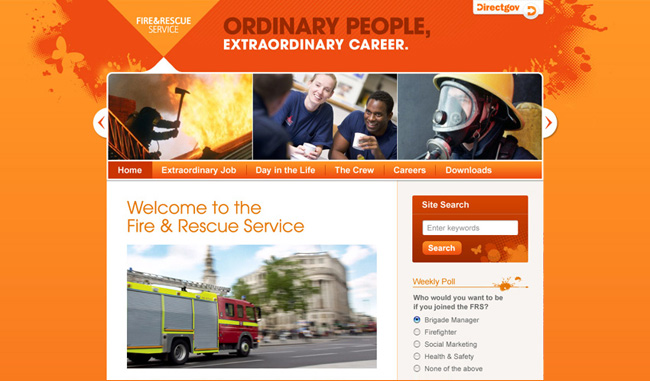 FIRE&RESCUE
SERVICE
ORDINARY PEOPLE,
EXTRAORDINARY CAREER.
Directgov
Home
Extraordinary Job
Day in the Life
The Crew
Careers
Downloads
Welcome to the
Fire & Rescue Service
Site Search
Enter keywords
Search
Weekly Poll
Who would you want to be
if you joined the FRS?
Brigade Manager
Firefighter
Social Marketing
Health & Safety
None of the above